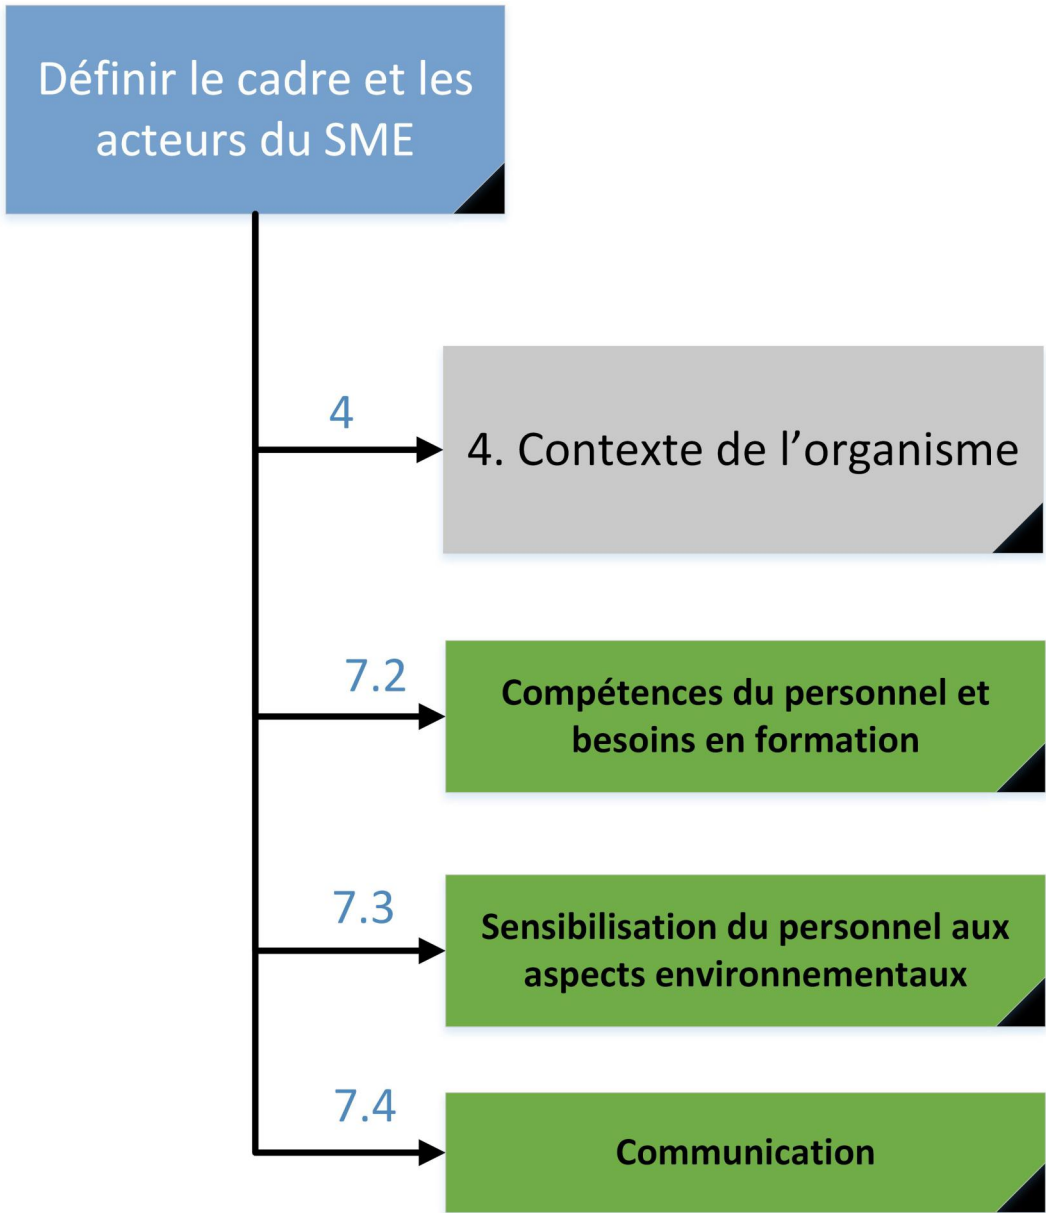 Définir le cadre et les
acteurs du SME
4
4. Contexte de l’organisme
7.2
Compétences du personnel et
besoins en formation
7.3
Sensibilisation du personnel aux
aspects environnementaux
7.4
Communication